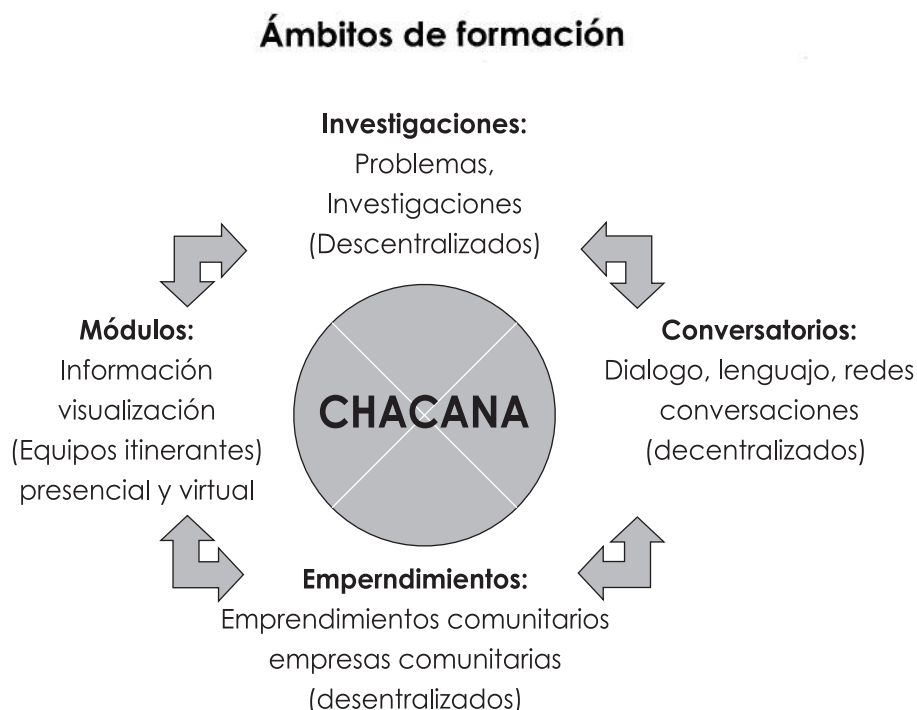 Ámbitos de formación
Investigaciones:
Problemas,
Investigaciones
(Descentralizados)
Módulos:
Información
visualización
(Equipos itinerantes)
presencial y virtual
CHACANA
Conversatorios:
Dialogo, lenguajo, redes
conversaciones
(decentralizados)
Emperndimientos:
Emprendimientos comunitarios
empresas comunitarias
(desentralizados)